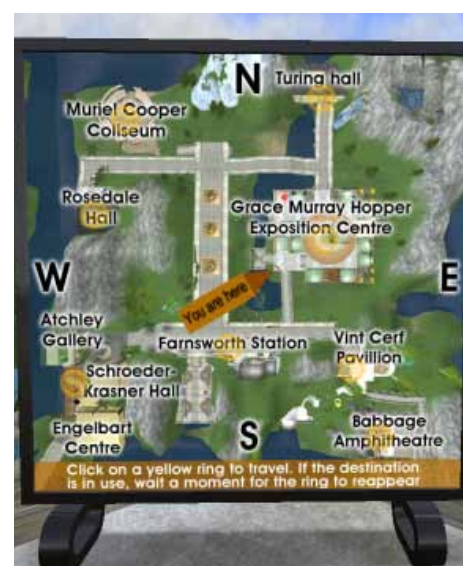 N
Turing hall
Muriel Cooper
Coliseum
Rosedale
Hall
Grace Murray Hopper
Exposition Centre
W
E
You are here
Atchley
Gallery
Farnsworth Station
Vint Cerf
Pavillion
Schroeder-
Krasner Hall
Engelbart
Centre
S
Babbage
Amphitheatre
Click on a yellow ring to travel. If the destination
is in use, wait a moment for the ring to reappear